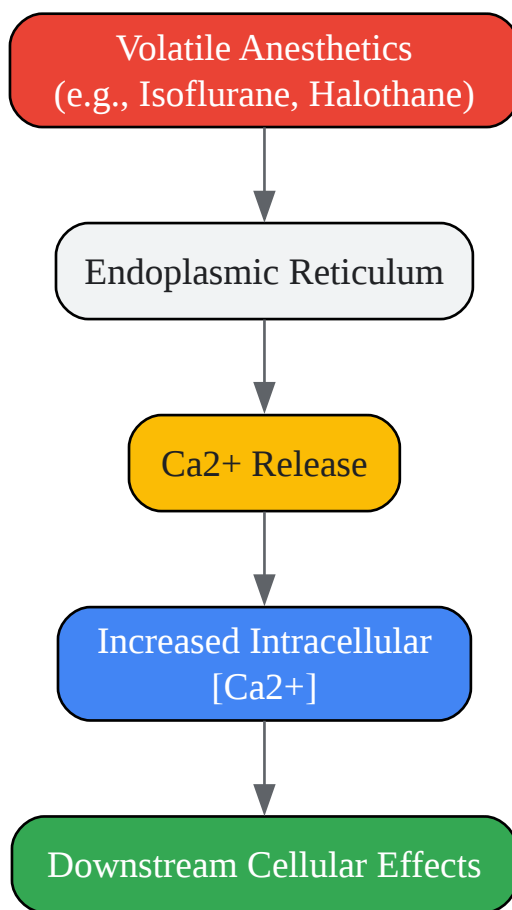 Volatile Anesthetics
(e.g., Isoflurane, Halothane)
Endoplasmic Reticulum
Ca2+ Release
Increased Intracellular
[Ca2+]
Downstream Cellular Effects